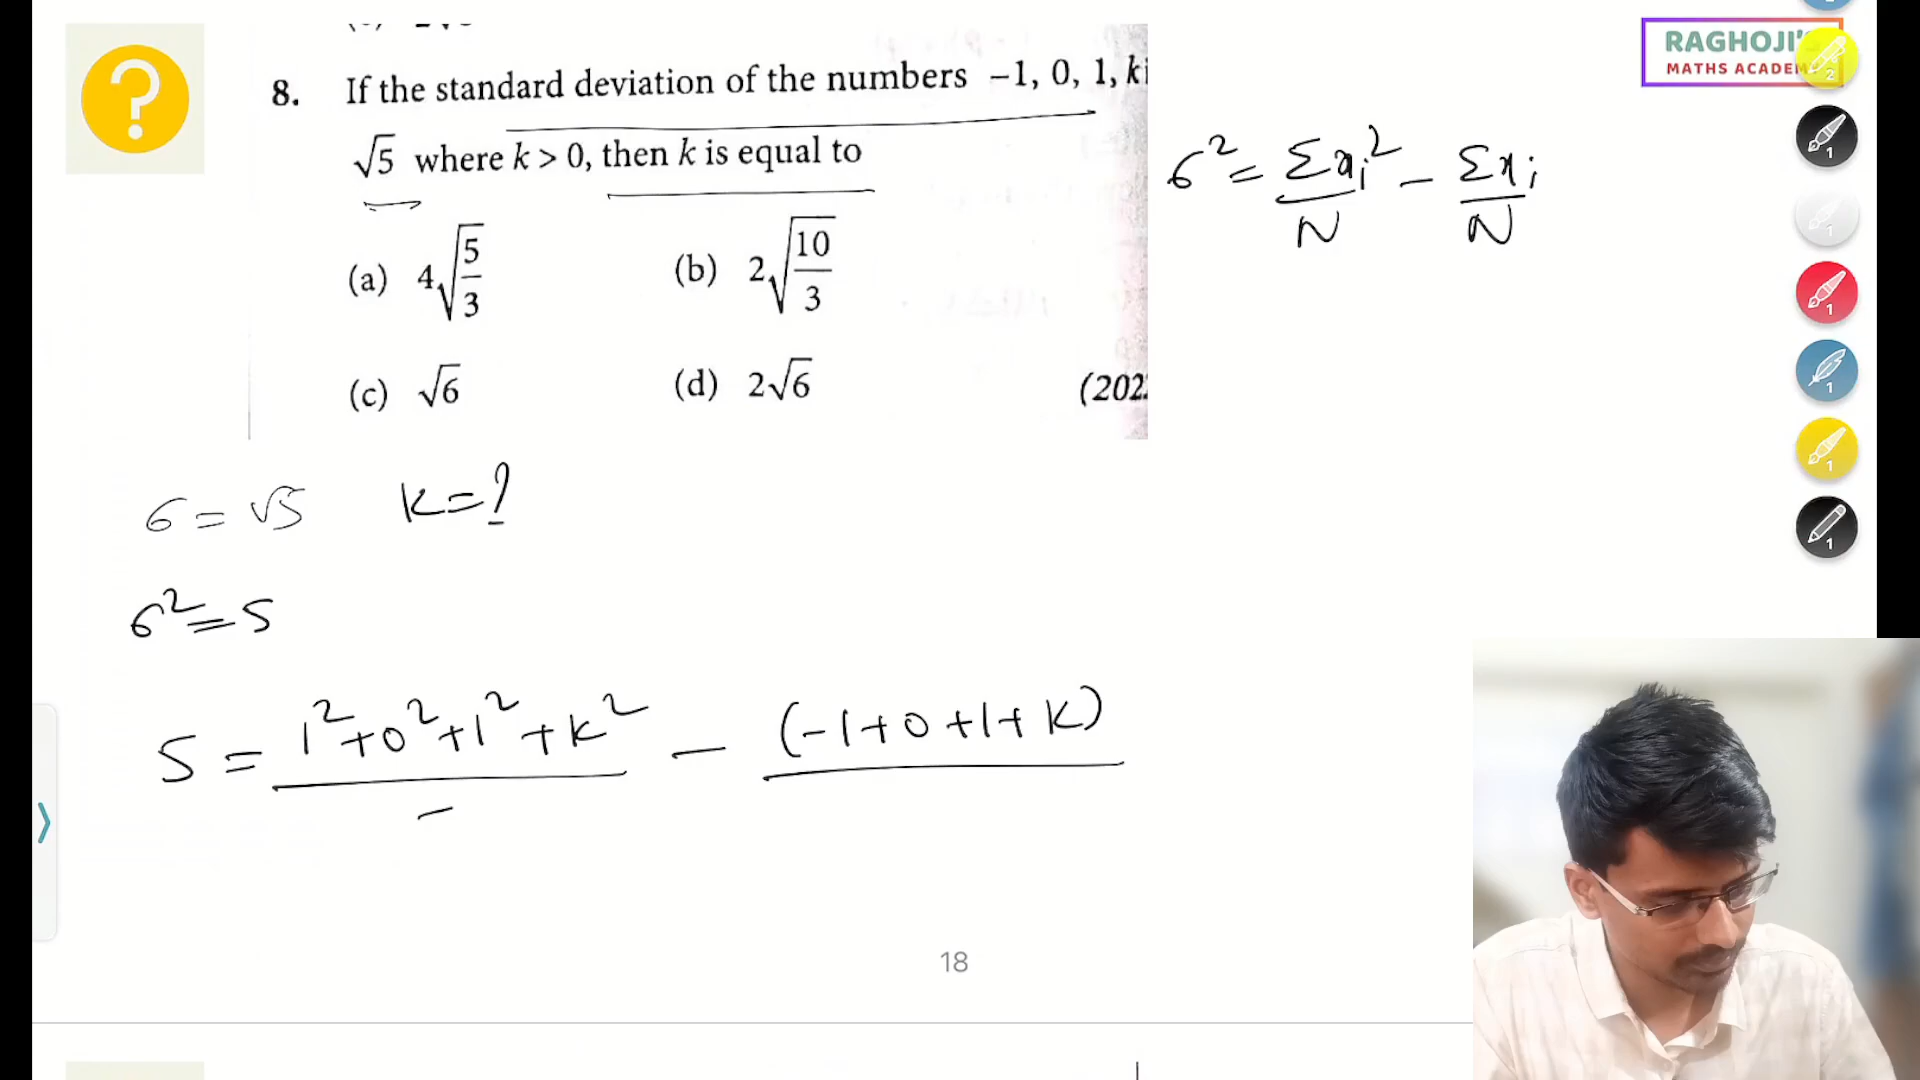 RAGHOJI'S
MATHS ACADEM
8. If the standard deviation of the numbers −1, 0, 1, k
√5 where k > 0, then k is equal to
(a) 4√(5/3) (b) 2√(10/3)
(c) √6 (d) 2√6 (202
σ² = Σxᵢ²/N − Σxᵢ/N
σ = √5 K = ?
σ² = 5
5 = 1²+0²+1²+K² − (-1+0+1+K)
18